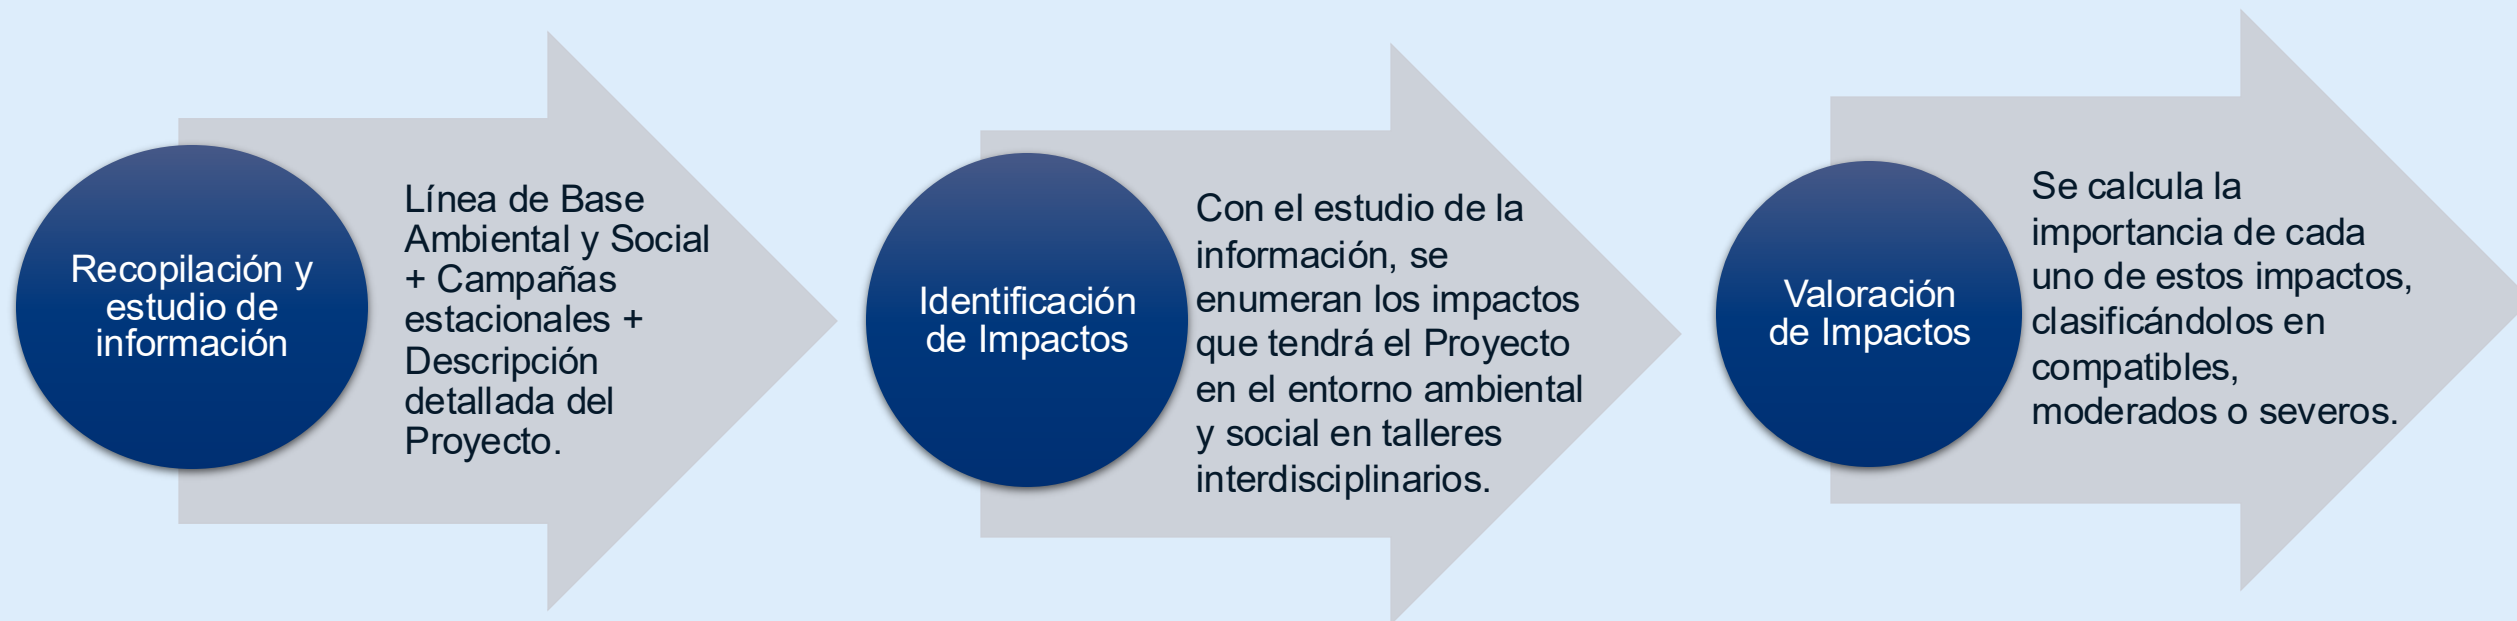 Recopilación y
estudio de
información
Línea de Base
Ambiental y Social
+ Campañas
estacionales +
Descripción
detallada del
Proyecto.
Identificación
de Impactos
Con el estudio de la
información, se
enumeran los impactos
que tendrá el Proyecto
en el entorno ambiental
y social en talleres
interdisciplinarios.
Valoración
de Impactos
Se calcula la
importancia de cada
uno de estos impactos,
clasificándolos en
compatibles,
moderados o severos.